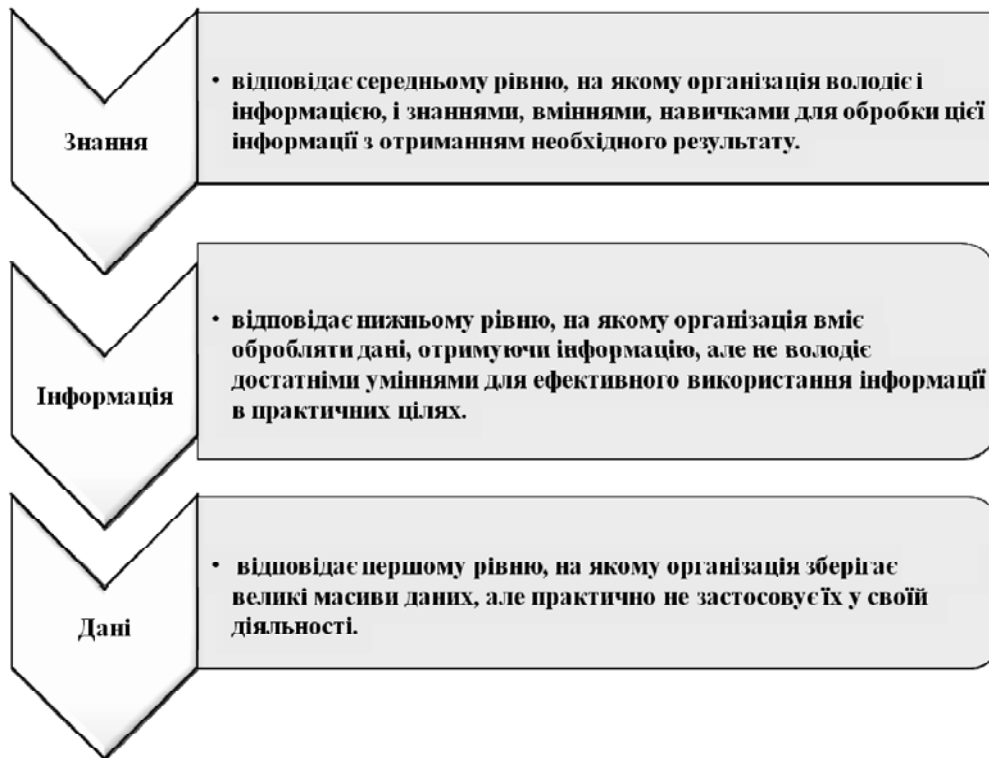 Знання
• відповідає середньому рівню, на якому організація володіє і
інформацією, і знаннями, вміннями, навичками для обробки цієї
інформації з отриманням необхідного результату.
Інформація
• відповідає нижньому рівню, на якому організація вміє
обробляти дані, отримуючи інформацію, але не володіє
достатніми уміннями для ефективного використання інформації
в практичних цілях.
Дані
• відповідає першому рівню, на якому організація зберігає
великі масиви даних, але практично не застосовує їх у своїй
діяльності.